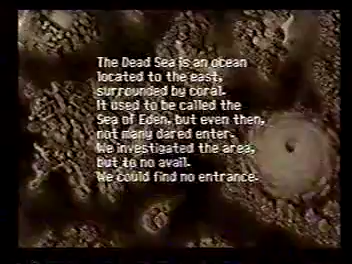 The Dead Sea is an ocean
located to the east,
surrounded by coral.
It used to be called the
Sea of Eden, but even then,
not many dared enter.
We investigated the area,
but to no avail.
We could find no entrance.